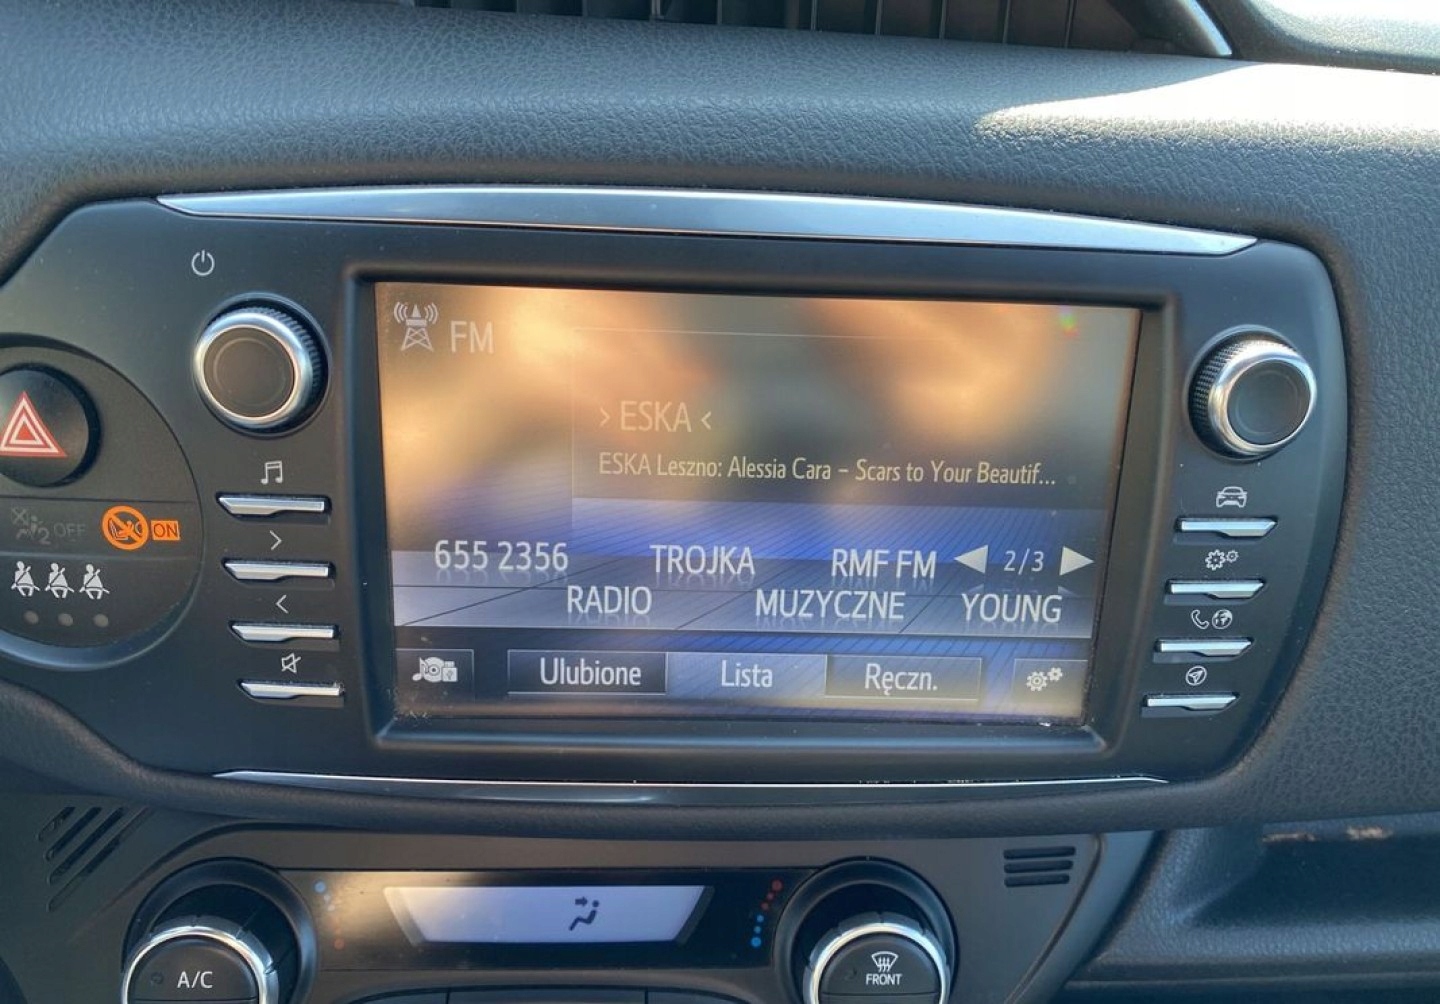 FM
> ESKA <
ESKA Leszno: Alessia Cara – Scars to Your Beautif...
655 2356 TROJKA RMF FM 2/3
RADIO MUZYCZNE YOUNG
Ulubione Lista Ręczn.
2 OFF
ON
A/C
FRONT